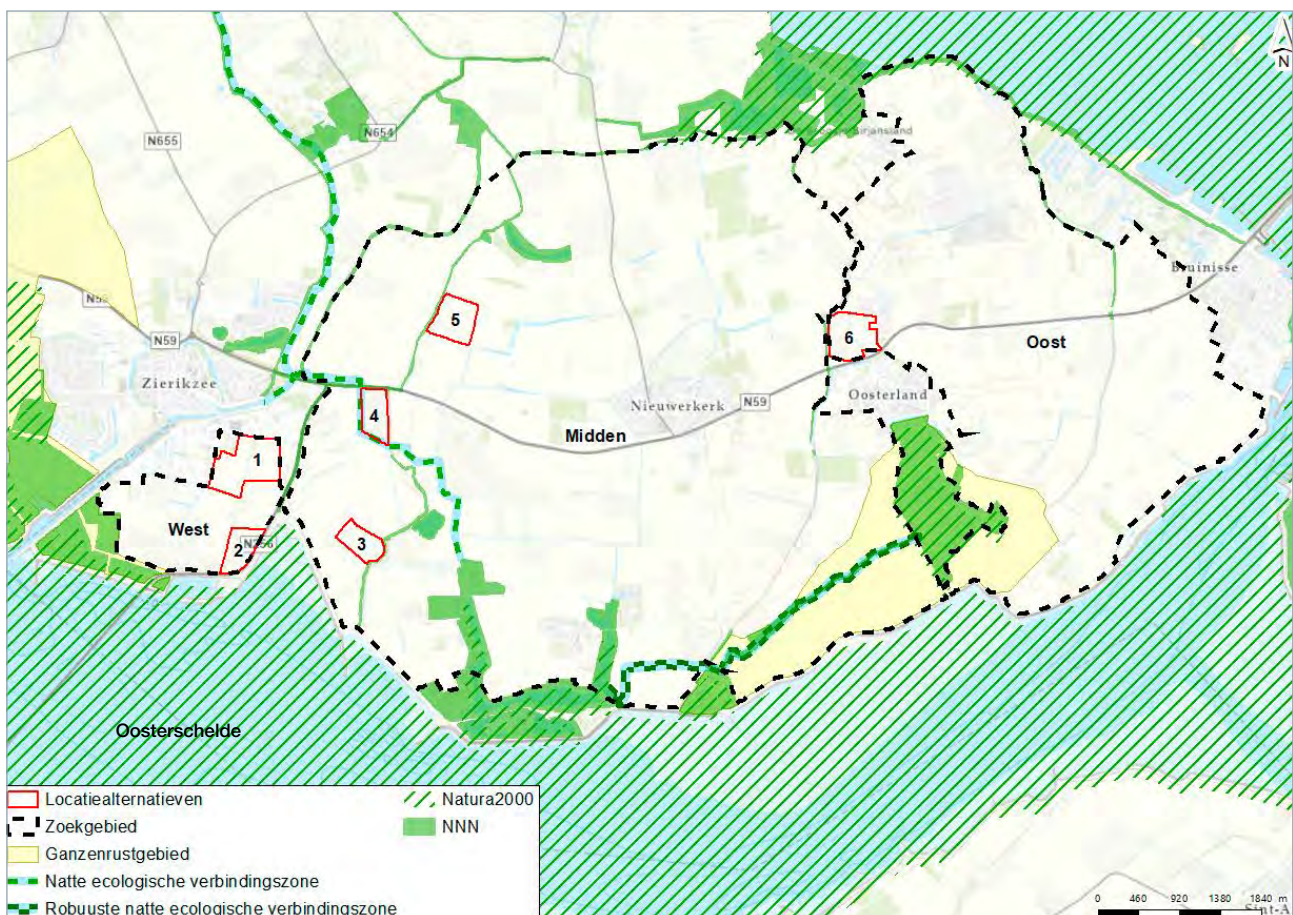 N
N654
N655
N59
Zierikzee
5
6
Oost
Bruinisse
Oosterland
Nieuwerkerk
N59
4
Midden
1
West
2
3
Oosterschelde
Locatiealternatieven
Zoekgebied
Ganzenrustgebied
Natte ecologische verbindingszone
Robuuste natte ecologische verbindingszone
Natura2000
NNN
0 460 920 1380 1840 m